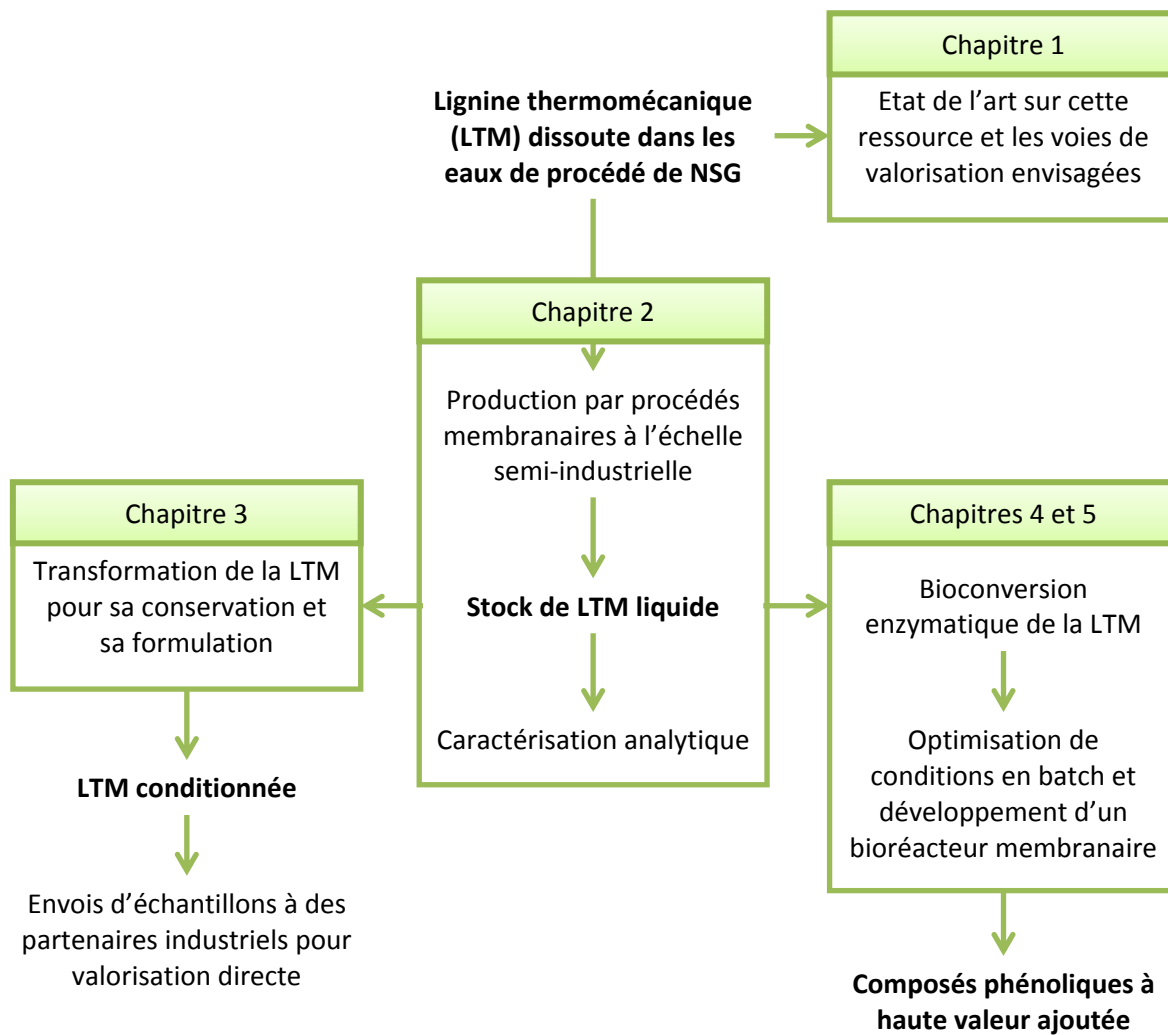 Lignine thermomécanique
(LTM) dissoute dans les
eaux de procédé de NSG
Chapitre 1
Etat de l'art sur cette
ressource et les voies de
valorisation envisagées
Chapitre 2
Production par procédés
membranaires à l'échelle
semi-industrielle
Stock de LTM liquide
Caractérisation analytique
Chapitre 3
Transformation de la LTM
pour sa conservation et
sa formulation
LTM conditionnée
Envois d'échantillons à des
partenaires industriels pour
valorisation directe
Chapitres 4 et 5
Bioconversion
enzymatique de la LTM
Optimisation de
conditions en batch et
développement d'un
bioréacteur membranaire
Composés phénoliques à
haute valeur ajoutée